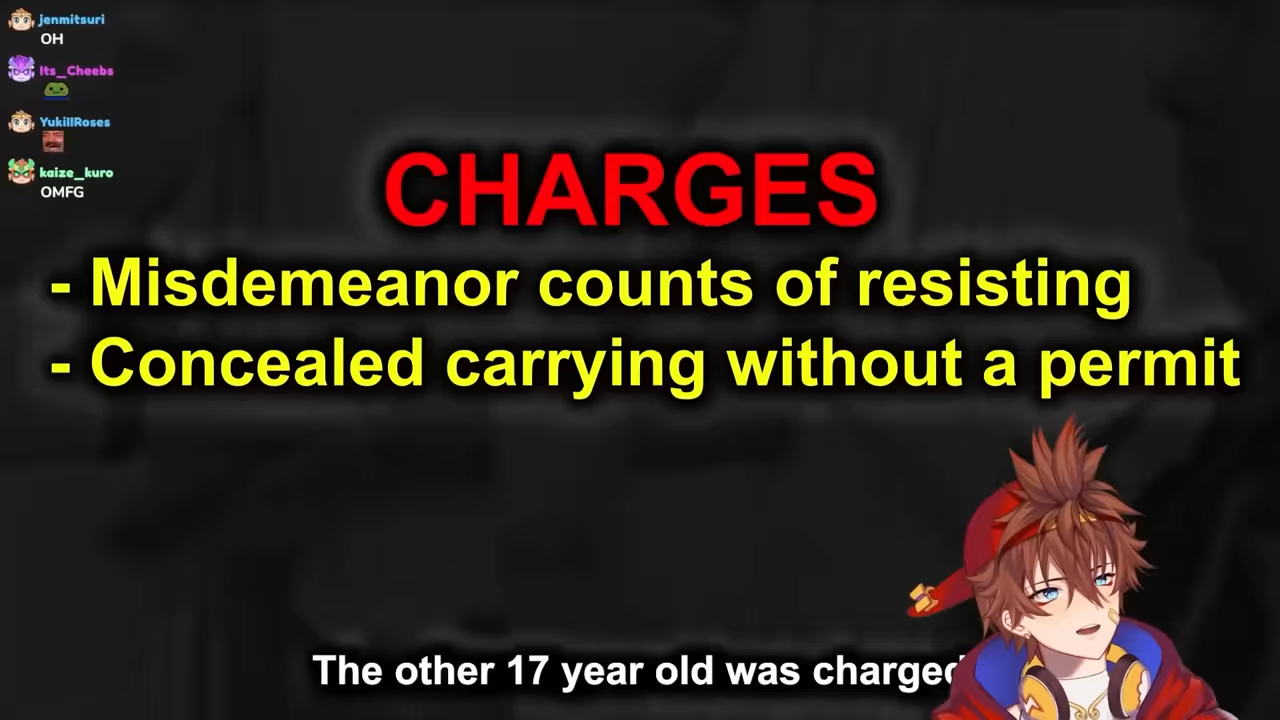 jenmitsuri
OH
Its_Cheebs
YukillRoses
kaize_kuro
OMFG
CHARGES
- Misdemeanor counts of resisting
- Concealed carrying without a permit
The other 17 year old was charged